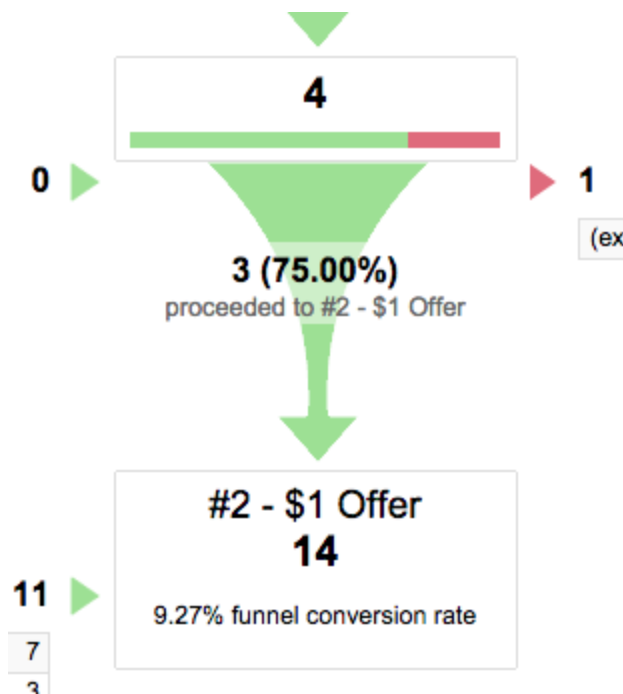 4
0
1
(ex
3 (75.00%)
proceeded to #2 - $1 Offer
#2 - $1 Offer
14
11
9.27% funnel conversion rate
7
3